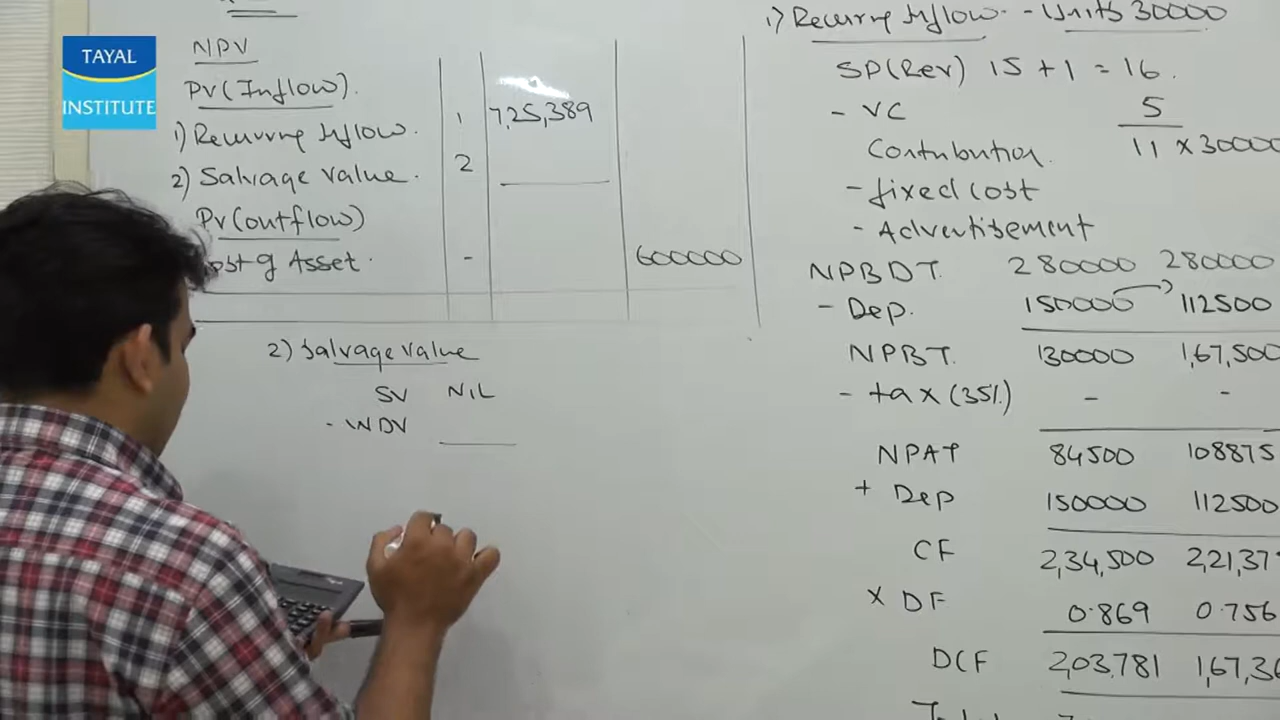 TAYAL
INSTITUTE
NPV
PV(Inflow).
1) Recurring Inflow. 1 7,25,389
2) Salvage Value. 2
PV(outflow)
Cost of Asset. - 600000
2) Salvage Value
SV NIL
- WDV
1) Recurring Inflow. - Units 30000
SP(Rev) 15 + 1 = 16.
- VC 5
Contribution. 11 x 30000
- fixed cost
- Advertisement
NPBDT. 280000 280000
- Dep. 150000 112500
NPBT. 130000 1,67,500
- tax (35%) - -
NPAT 84500 108875
+ Dep 150000 112500
CF 2,34,500 2,21,37
x DF 0.869 0.756
DCF 2,03,781 1,67,36